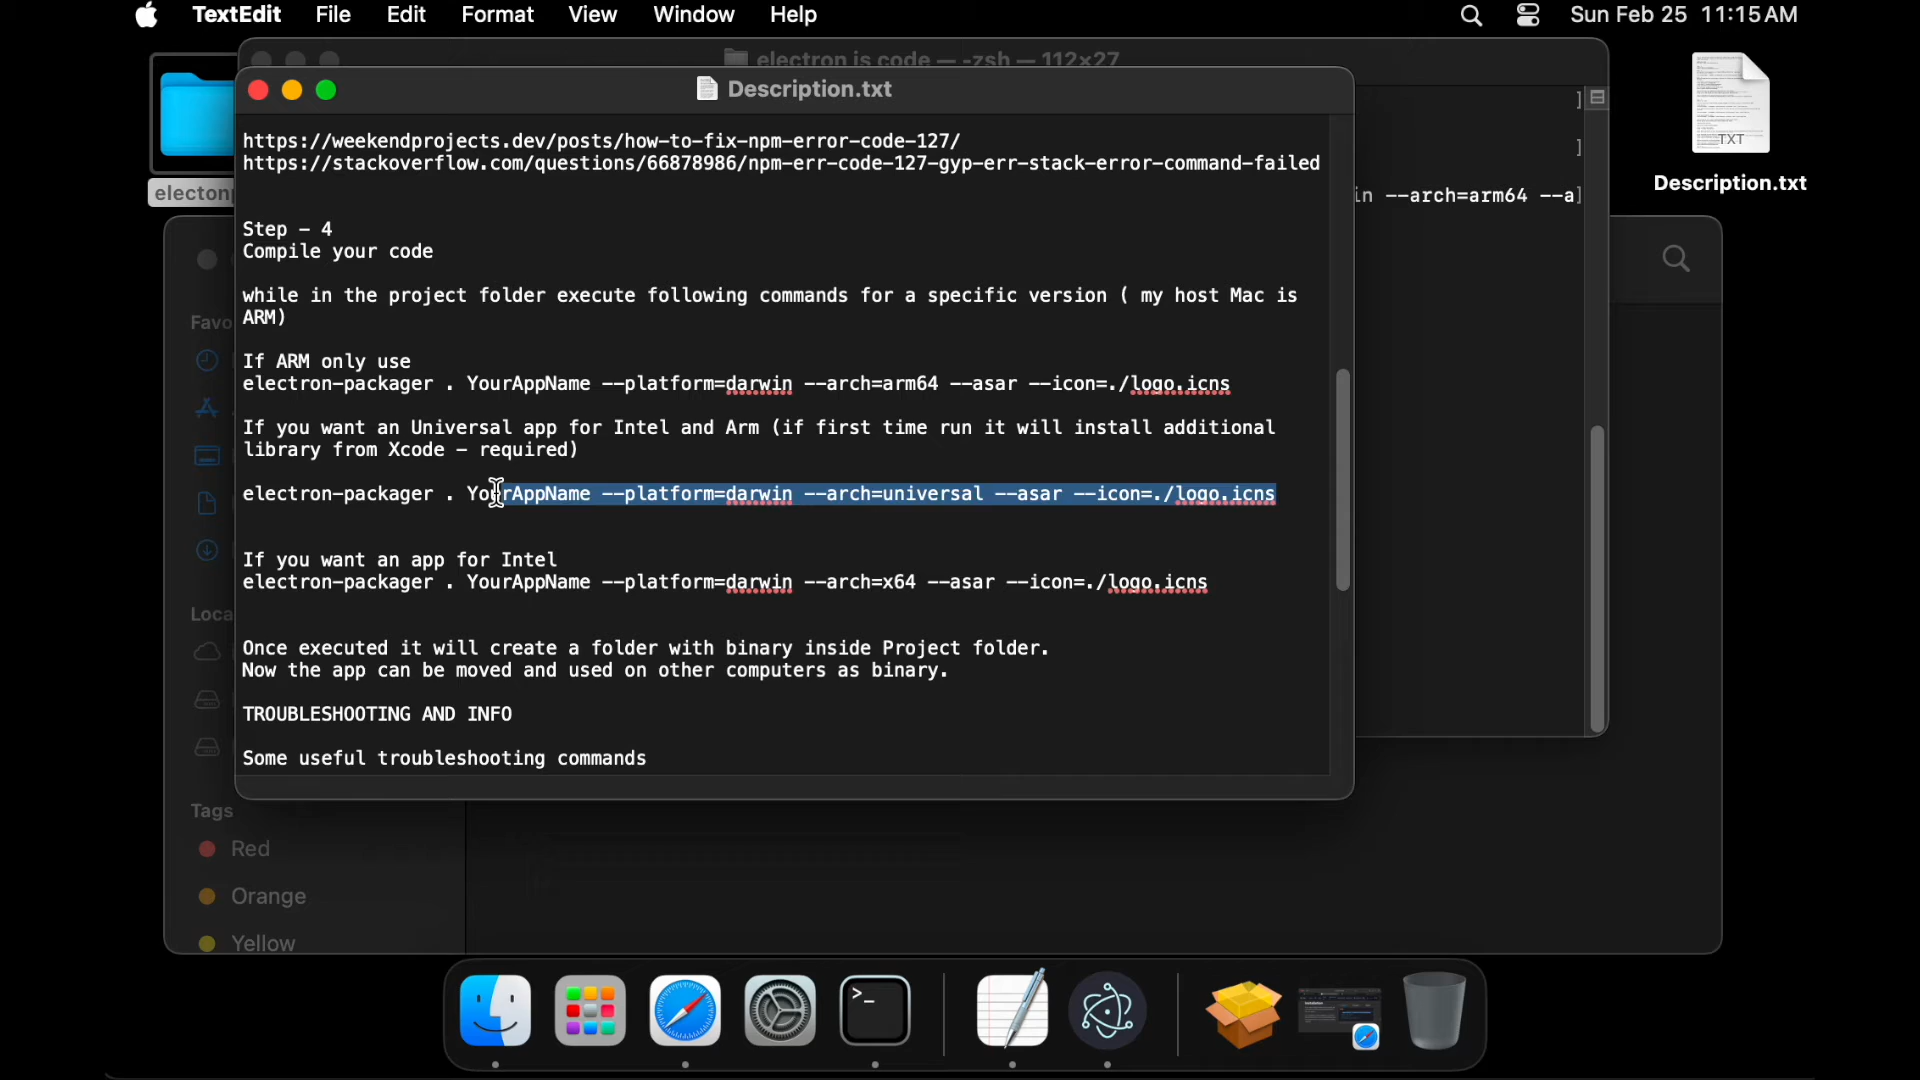 TextEdit File Edit Format View Window Help Sun Feb 25 11:15AM
electron is code — -zsh — 112×27
Description.txt
https://weekendprojects.dev/posts/how-to-fix-npm-error-code-127/
https://stackoverflow.com/questions/66878986/npm-err-code-127-gyp-err-stack-error-command-failed
Step - 4
Compile your code
while in the project folder execute following commands for a specific version ( my host Mac is
ARM)
If ARM only use
electron-packager . YourAppName --platform=darwin --arch=arm64 --asar --icon=./logo.icns
If you want an Universal app for Intel and Arm (if first time run it will install additional
library from Xcode - required)
electron-packager . YourAppName --platform=darwin --arch=universal --asar --icon=./logo.icns
If you want an app for Intel
electron-packager . YourAppName --platform=darwin --arch=x64 --asar --icon=./logo.icns
Once executed it will create a folder with binary inside Project folder.
Now the app can be moved and used on other computers as binary.
TROUBLESHOOTING AND INFO
Some useful troubleshooting commands
]
]
in --arch=arm64 --a]
TXT
Description.txt
electon
Favo
Loca
Tags
Red
Orange
Yellow